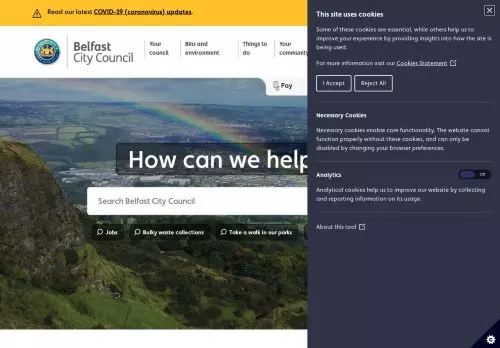 Read our latest COVID-19 (coronavirus) updates.
Belfast
City Council
Your
council
Bins and
environment
Things to
do
Your
community
Pay
How can we help
Search Belfast City Council
Jobs
Bulky waste collections
Take a walk in our parks
This site uses cookies
Some of these cookies are essential, while others help us to
improve your experience by providing insights into how the site is
being used.
For more information visit our Cookies Statement
I Accept
Reject All
Necessary Cookies
Necessary cookies enable core functionality. The website cannot
function properly without these cookies, and can only be
disabled by changing your browser preferences.
Analytics
Off
Analytical cookies help us to improve our website by collecting
and reporting information on its usage.
About this tool